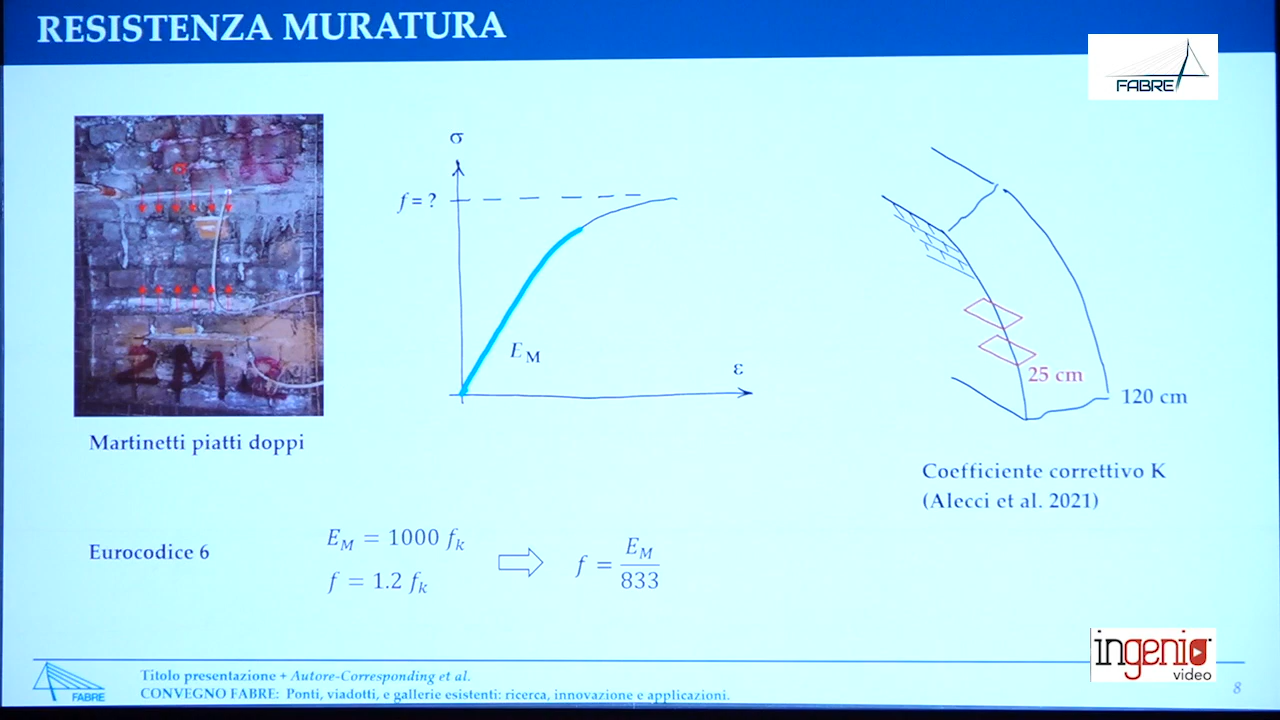 RESISTENZA MURATURA
FABRE
σ
f = ?
E_M
ε
25 cm
120 cm
2M
Martinetti piatti doppi
Coefficiente correttivo K
(Alecci et al. 2021)
Eurocodice 6
E_M = 1000 f_k
f = 1.2 f_k
f = E_M / 833
ingenio
video
FABRE
Titolo presentazione + Autore-Corresponding et al.
CONVEGNO FABRE: Ponti, viadotti, e gallerie esistenti: ricerca, innovazione e applicazioni.
8